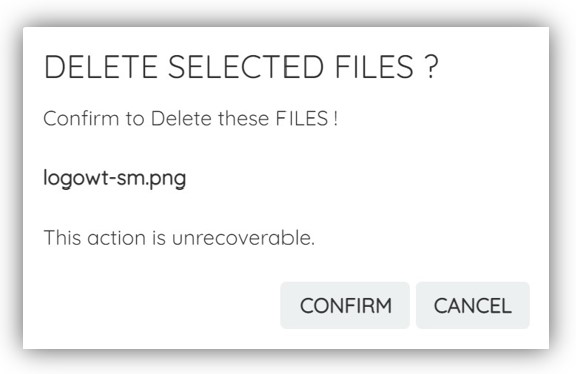 DELETE SELECTED FILES ?
Confirm to Delete these FILES !
logowt-sm.png
This action is unrecoverable.
CONFIRM CANCEL